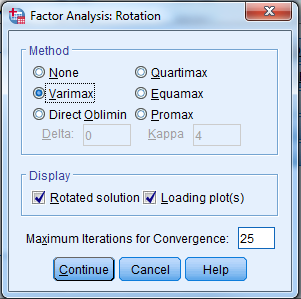 Factor Analysis: Rotation
Method
None Quartimax
Varimax Equamax
Direct Oblimin Promax
Delta: 0 Kappa 4
Display
Rotated solution Loading plot(s)
Maximum Iterations for Convergence: 25
Continue Cancel Help